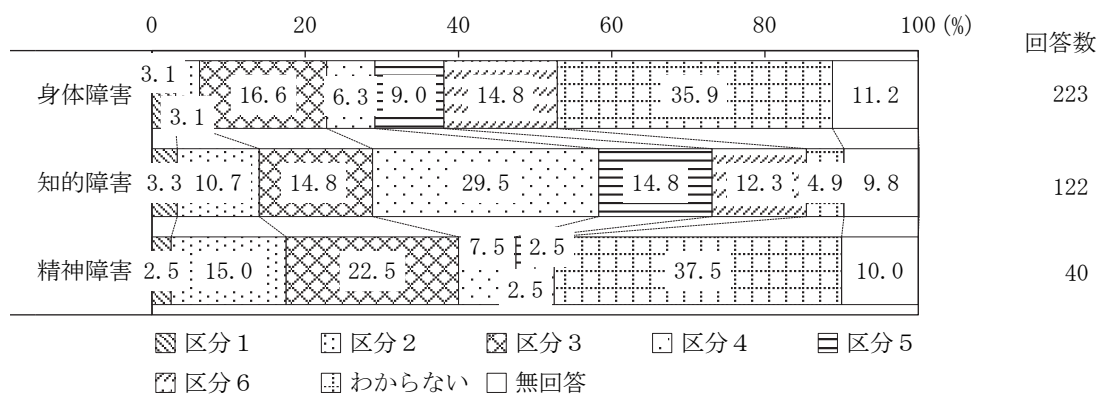 0 20 40 60 80 100 (%)
回答数
身体障害 3.1 3.1 16.6 6.3 9.0 14.8 35.9 11.2 223
知的障害 3.3 10.7 14.8 29.5 14.8 12.3 4.9 9.8 122
精神障害 2.5 15.0 22.5 7.5 2.5 2.5 37.5 10.0 40
区分1 区分2 区分3 区分4 区分5
区分6 わからない 無回答